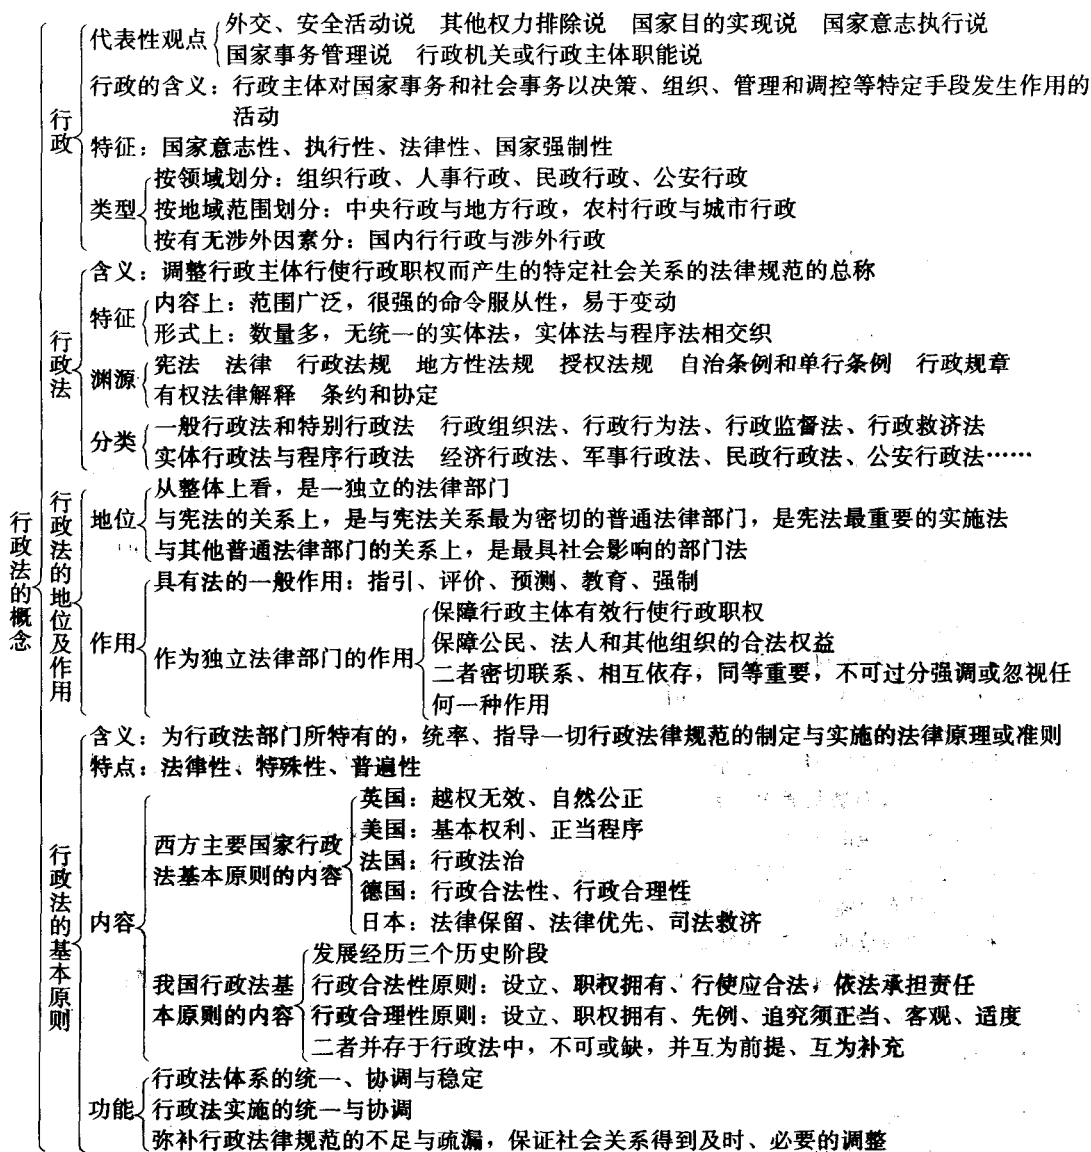 行政法的概念
行政
代表性观点
外交、安全活动说 其他权力排除说 国家目的实现说 国家意志执行说
国家事务管理说 行政机关或行政主体职能说
行政的含义：行政主体对国家事务和社会事务以决策、组织、管理和调控等特定手段发生作用的
活动
特征：国家意志性、执行性、法律性、国家强制性
类型
按领域划分：组织行政、人事行政、民政行政、公安行政
按地域范围划分：中央行政与地方行政，农村行政与城市行政
按有无涉外因素分：国内行行政与涉外行政
行政法
含义：调整行政主体行使行政职权而产生的特定社会关系的法律规范的总称
特征
内容上：范围广泛，很强的命令服从性，易于变动
形式上：数量多，无统一的实体法，实体法与程序法相交织
渊源
宪法 法律 行政法规 地方性法规 授权法规 自治条例和单行条例 行政规章
有权法律解释 条约和协定
分类
一般行政法和特别行政法 行政组织法、行政行为法、行政监督法、行政救济法
实体行政法与程序行政法 经济行政法、军事行政法、民政行政法、公安行政法……
行政法的地位及作用
地位
从整体上看，是一独立的法律部门
与宪法的关系上，是与宪法关系最为密切的普通法律部门，是宪法最重要的实施法
与其他普通法律部门的关系上，是最具社会影响的部门法
作用
具有法的一般作用：指引、评价、预测、教育、强制
作为独立法律部门的作用
保障行政主体有效行使行政职权
保障公民、法人和其他组织的合法权益
二者密切联系、相互依存，同等重要，不可过分强调或忽视任
何一种作用
行政法的基本原则
含义：为行政法部门所特有的，统率、指导一切行政法律规范的制定与实施的法律原理或准则
特点：法律性、特殊性、普遍性
内容
西方主要国家行政
法基本原则的内容
英国：越权无效、自然公正
美国：基本权利、正当程序
法国：行政法治
德国：行政合法性、行政合理性
日本：法律保留、法律优先、司法救济
我国行政法基
本原则的内容
发展经历三个历史阶段
行政合法性原则：设立、职权拥有、行使应合法，依法承担责任
行政合理性原则：设立、职权拥有、先例、追究须正当、客观、适度
二者并存于行政法中，不可或缺，并互为前提、互为补充
功能
行政法体系的统一、协调与稳定
行政法实施的统一与协调
弥补行政法律规范的不足与疏漏，保证社会关系得到及时、必要的调整